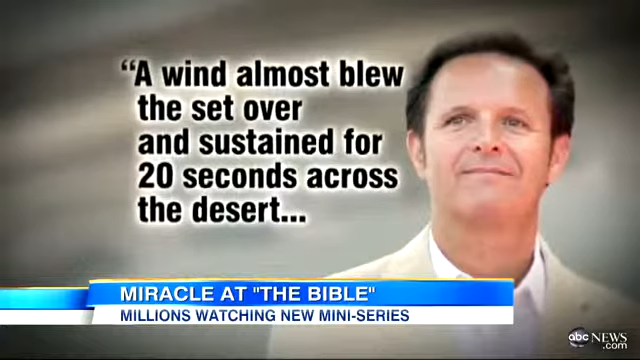 “A wind almost blew
the set over
and sustained for
20 seconds across
the desert...
MIRACLE AT "THE BIBLE"
MILLIONS WATCHING NEW MINI-SERIES
abc NEWS
.com